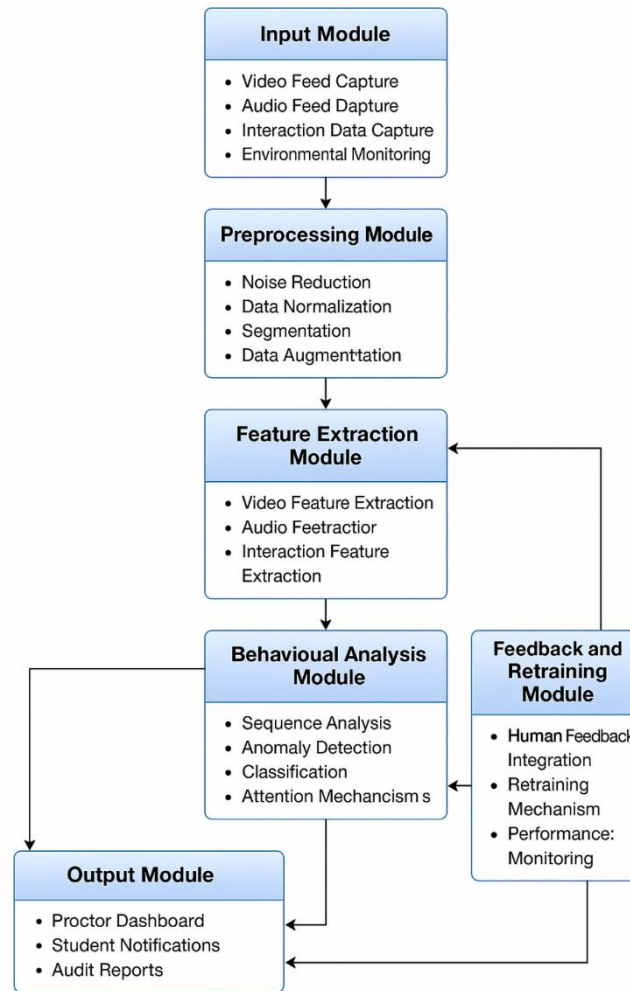 Input Module
• Video Feed Capture
• Audio Feed Dapture
• Interaction Data Capture
• Environmental Monitoring
Preprocessing Module
• Noise Reduction
• Data Normalization
• Segmentation
• Data Augmentation
Feature Extraction
Module
• Video Feature Extraction
• Audio Feetractior
• Interaction Feature
Extraction
Behavioual Analysis
Module
• Sequence Analysis
• Anomaly Detection
• Classification
• Attention Mechancism s
Feedback and
Retraining
Module
• Human Feedback
Integration
• Retraining
Mechanism
• Performance:
Monitoring
Output Module
• Proctor Dashboard
• Student Notifications
• Audit Reports